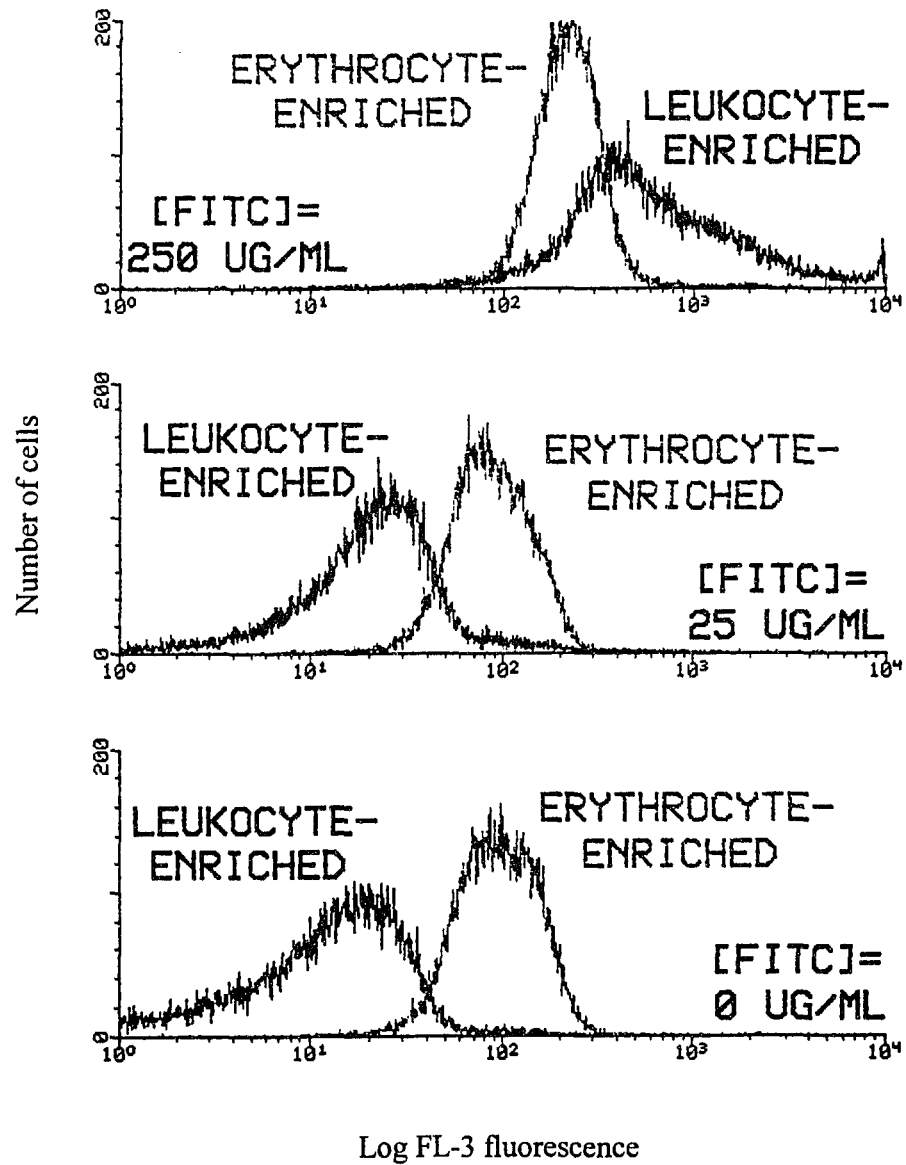 200
ERYTHROCYTE-
ENRICHED
LEUKOCYTE-
ENRICHED
[FITC]=
250 UG/ML
0
10⁰ 10¹ 10² 10³ 10⁴
Number of cells
200
LEUKOCYTE-
ENRICHED
ERYTHROCYTE-
ENRICHED
[FITC]=
25 UG/ML
0
10⁰ 10¹ 10² 10³ 10⁴
200
LEUKOCYTE-
ENRICHED
ERYTHROCYTE-
ENRICHED
[FITC]=
0 UG/ML
0
10⁰ 10¹ 10² 10³ 10⁴
Log FL-3 fluorescence